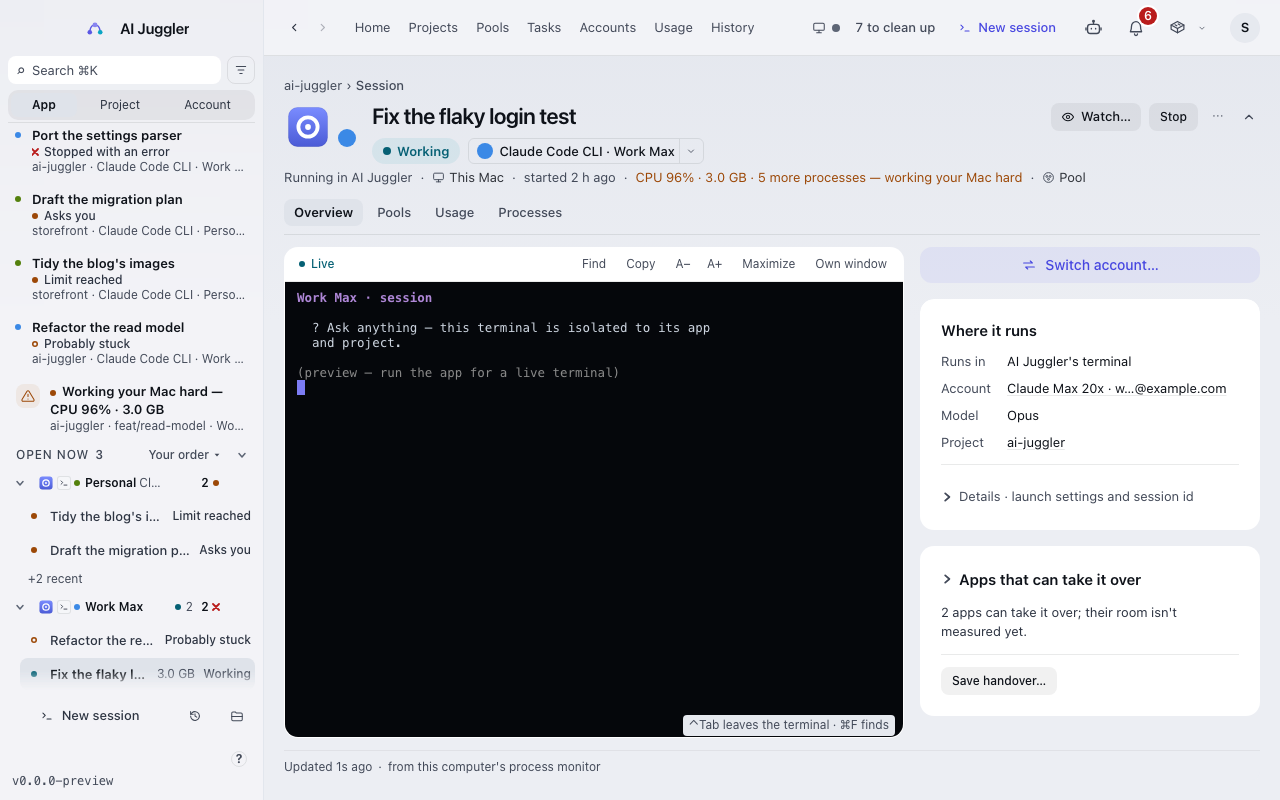 AI Juggler
Search ⌘K
App Project Account
Port the settings parser
Stopped with an error
ai-juggler · Claude Code CLI · Work ...
Draft the migration plan
Asks you
storefront · Claude Code CLI · Perso...
Tidy the blog's images
Limit reached
storefront · Claude Code CLI · Perso...
Refactor the read model
Probably stuck
ai-juggler · Claude Code CLI · Work ...
Working your Mac hard —
CPU 96% · 3.0 GB
ai-juggler · feat/read-model · Wo...
OPEN NOW 3 Your order
Personal Cl... 2
Tidy the blog's i... Limit reached
Draft the migration p... Asks you
+2 recent
Work Max 2 2
Refactor the re... Probably stuck
Fix the flaky l... 3.0 GB Working
New session
?
v0.0.0-preview
Home Projects Pools Tasks Accounts Usage History
7 to clean up
New session
6
S
ai-juggler › Session
Fix the flaky login test
Watch... Stop ...
Working
Claude Code CLI · Work Max
Running in AI Juggler · This Mac · started 2 h ago · CPU 96% · 3.0 GB · 5 more processes — working your Mac hard · Pool
Overview Pools Usage Processes
Live
Find Copy A− A+ Maximize Own window
Work Max · session
? Ask anything — this terminal is isolated to its app
and project.
(preview — run the app for a live terminal)
^Tab leaves the terminal · ⌘F finds
Switch account...
Where it runs
Runs in AI Juggler's terminal
Account Claude Max 20x · w...@example.com
Model Opus
Project ai-juggler
Details · launch settings and session id
Apps that can take it over
2 apps can take it over; their room isn't
measured yet.
Save handover...
Updated 1s ago · from this computer's process monitor